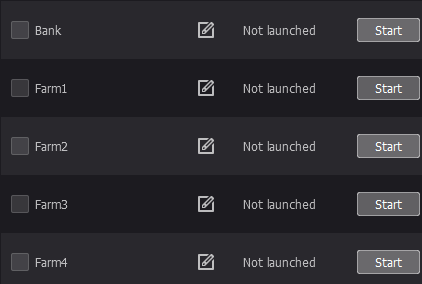 Bank Not launched Start
Farm1 Not launched Start
Farm2 Not launched Start
Farm3 Not launched Start
Farm4 Not launched Start